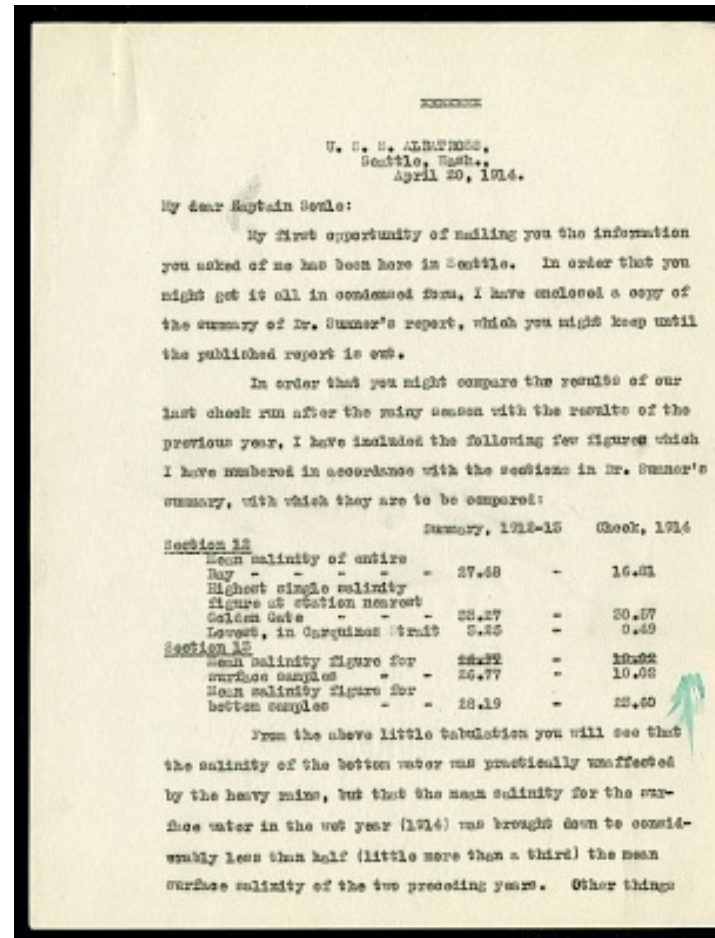 U. S. S. ALBATROSS,
Seattle, Wash.,
April 20, 1914.
My dear Captain Soule:
My first opportunity of mailing you the information
you asked of me has been here in Seattle. In order that you
might get it all in condensed form, I have enclosed a copy of
the summary of Dr. Sumner's report, which you might keep until
the published report is out.
In order that you might compare the results of our
last check run after the rainy season with the results of the
previous year, I have included the following few figures which
I have numbered in accordance with the sections in Dr. Sumner's
summary, with which they are to be compared:
Summary, 1912-13 Check, 1914
Section 12
Mean salinity of entire
Bay - - - - - 27.48 - 16.81
Highest single salinity
figure at station nearest
Golden Gate - - - - 33.27 - 30.57
Lowest, in Carquinez Strait 3.25 - 0.49
Section 13
Mean salinity figure for
surface samples - - 26.77 - 10.08
Mean salinity figure for
bottom samples - - 28.19 - 23.60
From the above little tabulation you will see that
the salinity of the bottom water was practically unaffected
by the heavy rains, but that the mean salinity for the sur-
face water in the wet year (1914) was brought down to consid-
erably less than half (little more than a third) the mean
surface salinity of the two preceding years. Other things